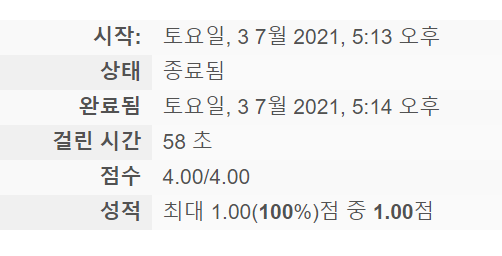 시작: 토요일, 3 7월 2021, 5:13 오후
상태 종료됨
완료됨 토요일, 3 7월 2021, 5:14 오후
걸린 시간 58 초
점수 4.00/4.00
성적 최대 1.00(100%)점 중 1.00점